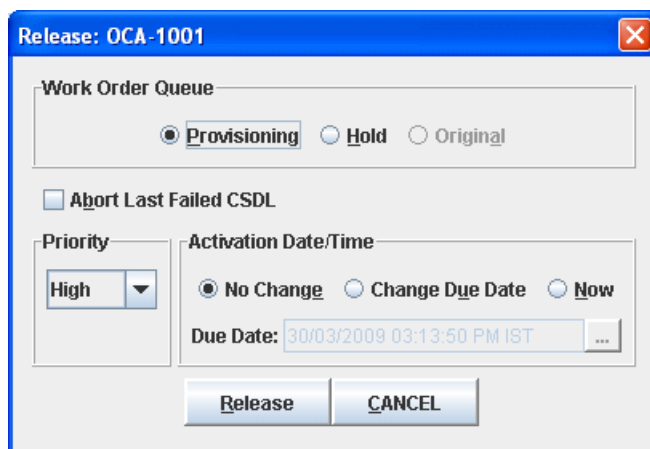 Release: OCA-1001
Work Order Queue
Provisioning Hold Original
Abort Last Failed CSDL
Priority
High
Activation Date/Time
No Change Change Due Date Now
Due Date: 30/03/2009 03:13:50 PM IST ...
Release CANCEL